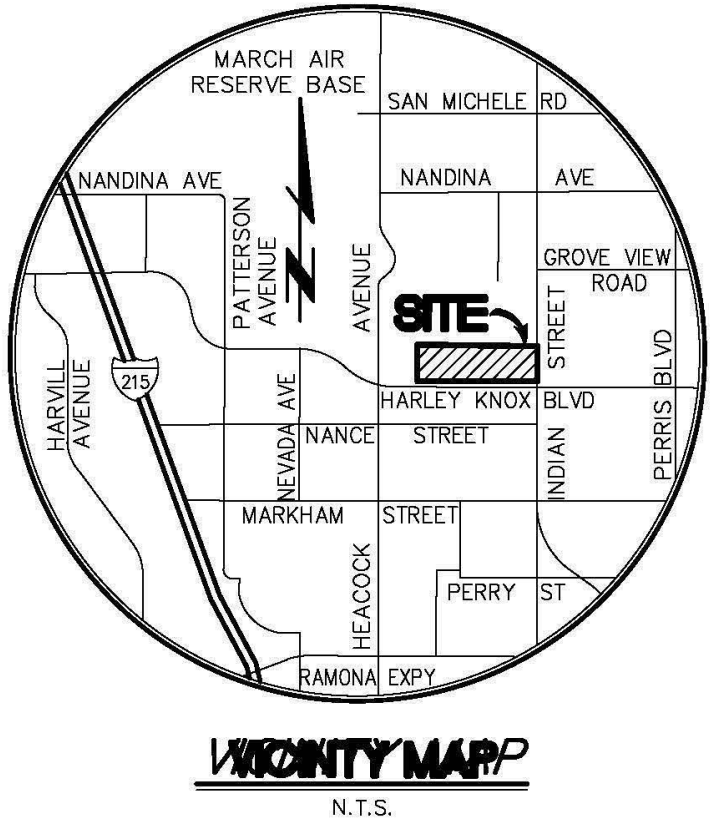 MARCH AIR
RESERVE BASE
SAN MICHELE RD
NANDINA AVE
NANDINA AVE
PATTERSON
AVENUE
GROVE VIEW
ROAD
N
AVENUE
SITE
INDIAN STREET
PERRIS BLVD
HARVILL
AVENUE
215
NEVADA AVE
HARLEY KNOX BLVD
NANCE STREET
MARKHAM STREET
HEACOCK
PERRY ST
RAMONA EXPY
VICINITY MAP
N.T.S.